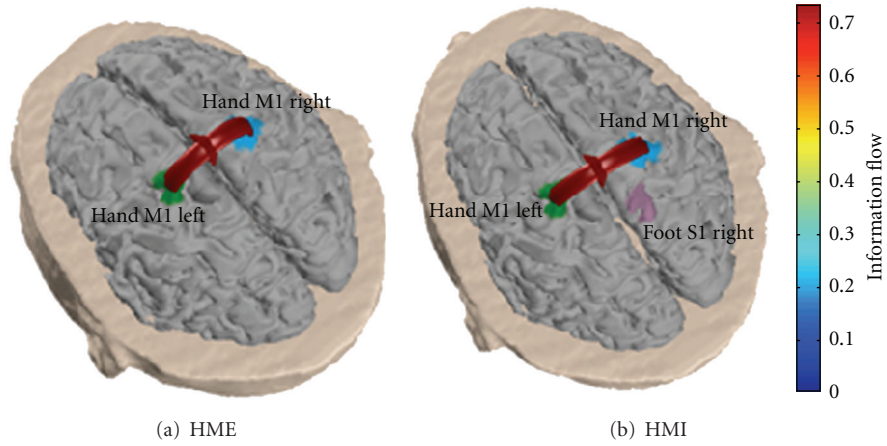 Hand M1 right
Hand M1 left
(a) HME
Hand M1 right
Hand M1 left
Foot S1 right
(b) HMI
0.7
0.6
0.5
0.4
0.3
0.2
0.1
0
Information flow